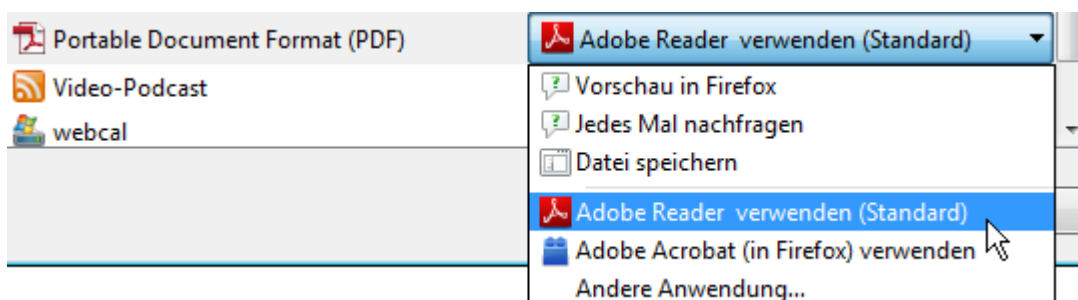 Portable Document Format (PDF)
Adobe Reader verwenden (Standard)
Video-Podcast
webcal
Vorschau in Firefox
Jedes Mal nachfragen
Datei speichern
Adobe Reader verwenden (Standard)
Adobe Acrobat (in Firefox) verwenden
Andere Anwendung...